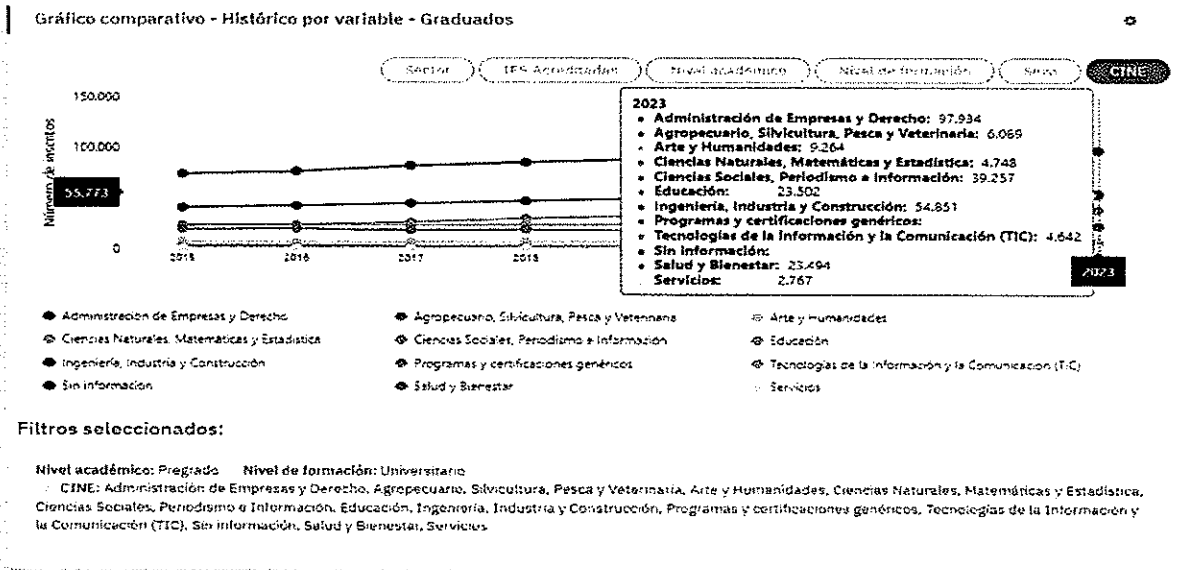 Gráfico comparativo - Histórico por variable - Graduados
Sector
IES Acreditadas
Nivel académico
Nivel de formación
Sexo
CINE
Número de inscritos
150.000
100.000
55.773
0
2015
2016
2017
2018
2023
Administración de Empresas y Derecho: 97.934
Agropecuario, Silvicultura, Pesca y Veterinaria: 6.069
Arte y Humanidades: 9.264
Ciencias Naturales, Matemáticas y Estadística: 4.748
Ciencias Sociales, Periodismo e Información: 39.257
Educación: 23.502
Ingeniería, Industria y Construcción: 54.851
Programas y certificaciones genéricos:
Tecnologías de la Información y la Comunicación (TIC): 4.642
Sin información:
Salud y Bienestar: 23.494
Servicios: 2.767
2023
Administración de Empresas y Derecho
Agropecuario, Silvicultura, Pesca y Veterinaria
Arte y Humanidades
Ciencias Naturales, Matemáticas y Estadística
Ciencias Sociales, Periodismo e Información
Educación
Ingeniería, Industria y Construcción
Programas y certificaciones genéricos
Tecnologías de la Información y la Comunicación (TIC)
Sin información
Salud y Bienestar
Servicios
Filtros seleccionados:
Nivel académico: Pregrado Nivel de formación: Universitario
CINE: Administración de Empresas y Derecho, Agropecuario, Silvicultura, Pesca y Veterinaria, Arte y Humanidades, Ciencias Naturales, Matemáticas y Estadística,
Ciencias Sociales, Periodismo e Información, Educación, Ingeniería, Industria y Construcción, Programas y certificaciones genéricos, Tecnologías de la Información y
la Comunicación (TIC), Sin información, Salud y Bienestar, Servicios